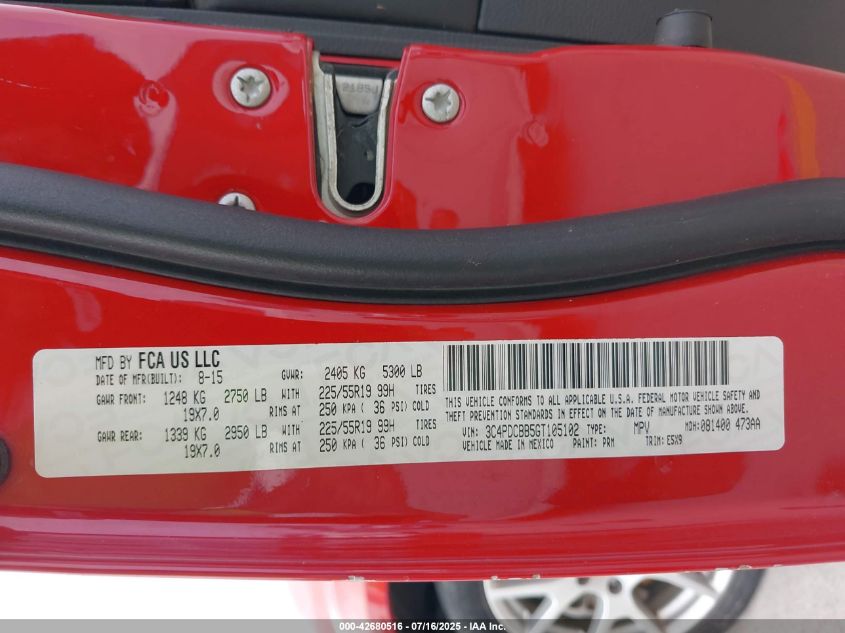 2185J
MFD BY FCA US LLC
DATE OF MFR(BUILT): 8-15 GVWR: 2405 KG 5300 LB
GAWR FRONT: 1248 KG 2750 LB WITH 225/55R19 99H TIRES
19X7.0 RIMS AT 250 KPA ( 36 PSI) COLD
GAWR REAR: 1339 KG 2950 LB WITH 225/55R19 99H TIRES
19X7.0 RIMS AT 250 KPA ( 36 PSI) COLD
THIS VEHICLE CONFORMS TO ALL APPLICABLE U.S.A. FEDERAL MOTOR VEHICLE SAFETY AND
THEFT PREVENTION STANDARDS IN EFFECT ON THE DATE OF MANUFACTURE SHOWN ABOVE.
VIN: 3C4PDCBB5GT105102 TYPE: MPV MDH:081400 473AA
VEHICLE MADE IN MEXICO PAINT: PRM TRIM: E5X9
000-42680516 - 07/16/2025 - IAA Inc.